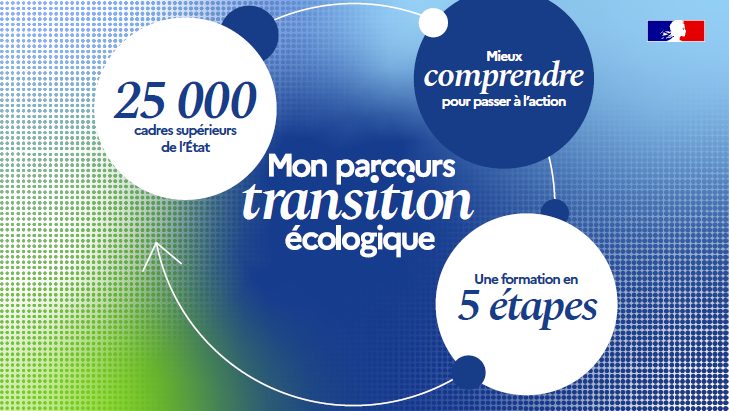 25 000
cadres supérieurs
de l'État
Mieux
comprendre
pour passer à l'action
Mon parcours
transition
écologique
Une formation en
5 étapes